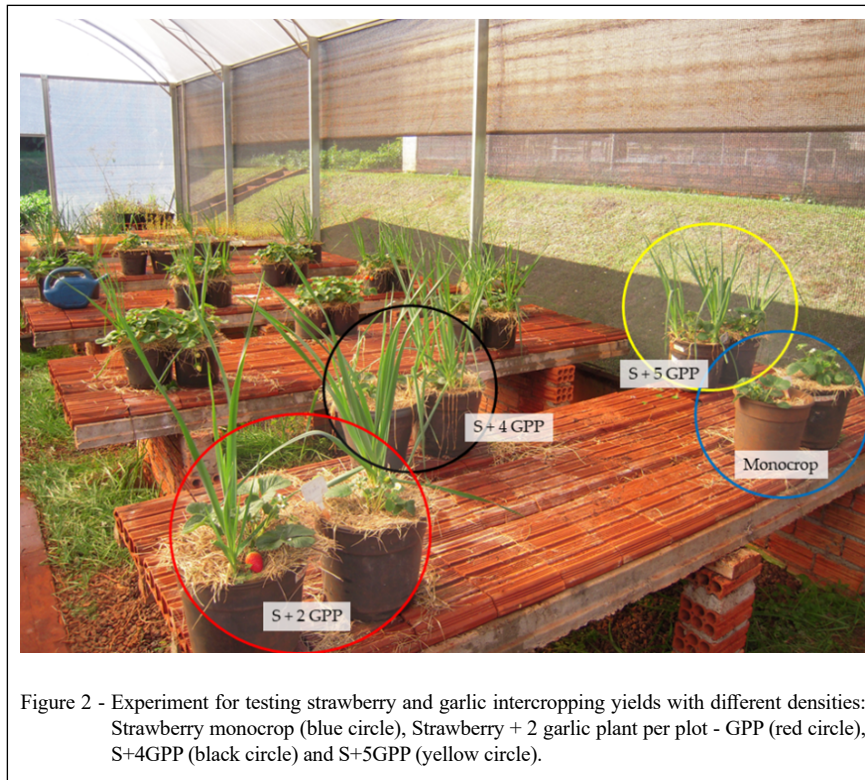 S + 5 GPP
S + 4 GPP
Monocrop
S + 2 GPP
Figure 2 - Experiment for testing strawberry and garlic intercropping yields with different densities:
Strawberry monocrop (blue circle), Strawberry + 2 garlic plant per plot - GPP (red circle),
S+4GPP (black circle) and S+5GPP (yellow circle).